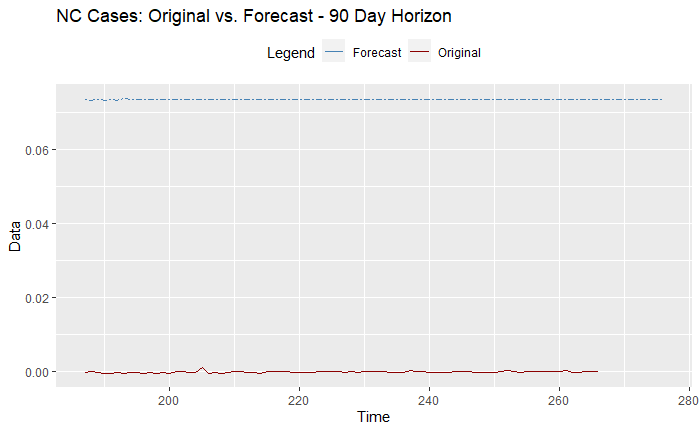 NC Cases: Original vs. Forecast - 90 Day Horizon
Legend Forecast Original
Data
0.06
0.04
0.02
0.00
200 220 240 260 280
Time